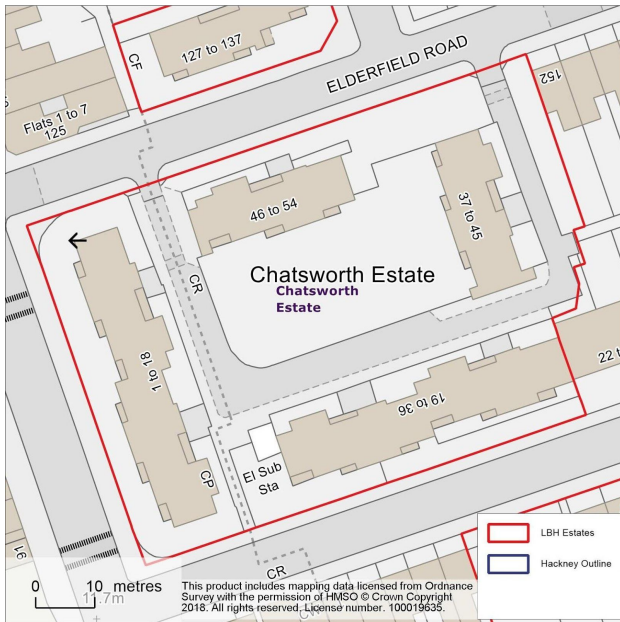 127 to 137
CF
ELDERFIELD ROAD
152
Flats 1 to 7
125
46 to 54
37 to 45
CR
Chatsworth Estate
Chatsworth
Estate
1 to 18
22 t
19 to 36
El Sub
Sta
CP
91
CR
LBH Estates
Hackney Outline
0 10 metres
11.7m
This product includes mapping data licensed from Ordnance
Survey with the permission of HMSO © Crown Copyright
2018. All rights reserved. License number. 100019635.